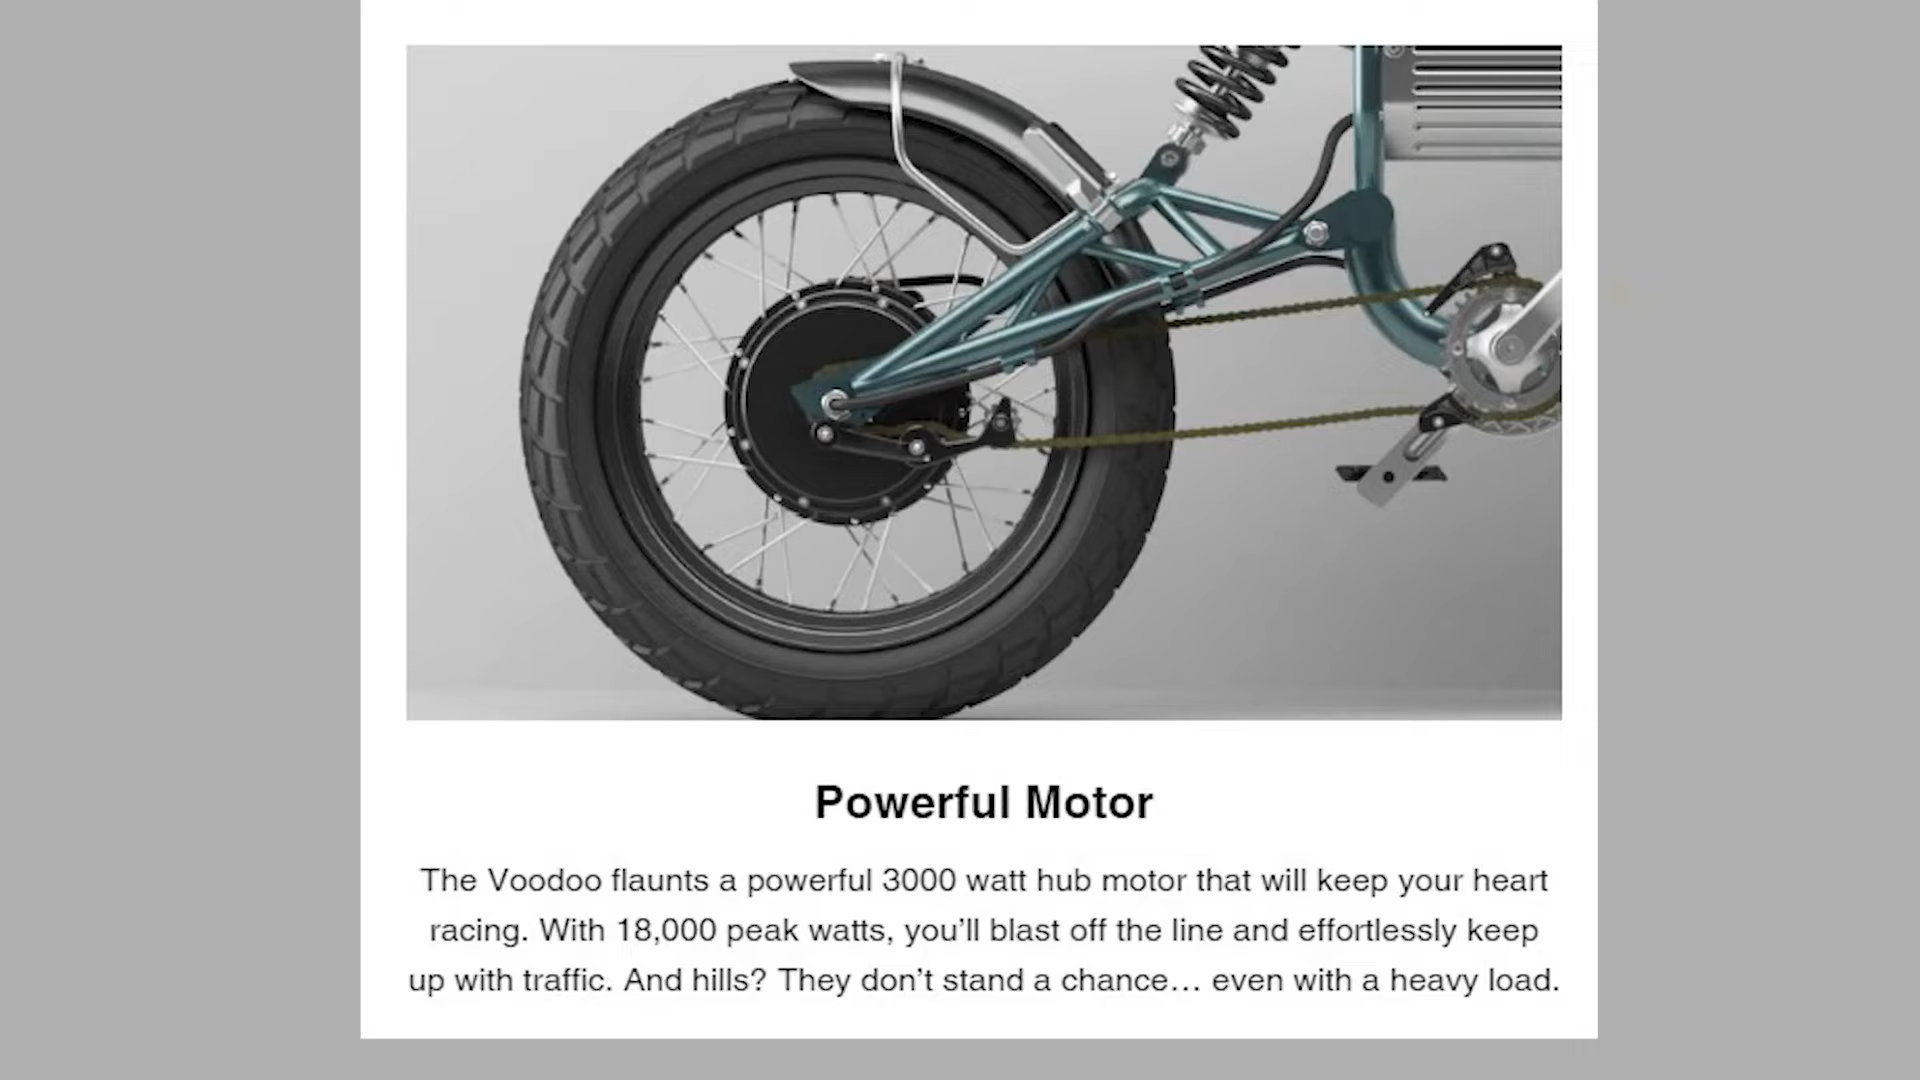 Powerful Motor
The Voodoo flaunts a powerful 3000 watt hub motor that will keep your heart
racing. With 18,000 peak watts, you’ll blast off the line and effortlessly keep
up with traffic. And hills? They don’t stand a chance… even with a heavy load.